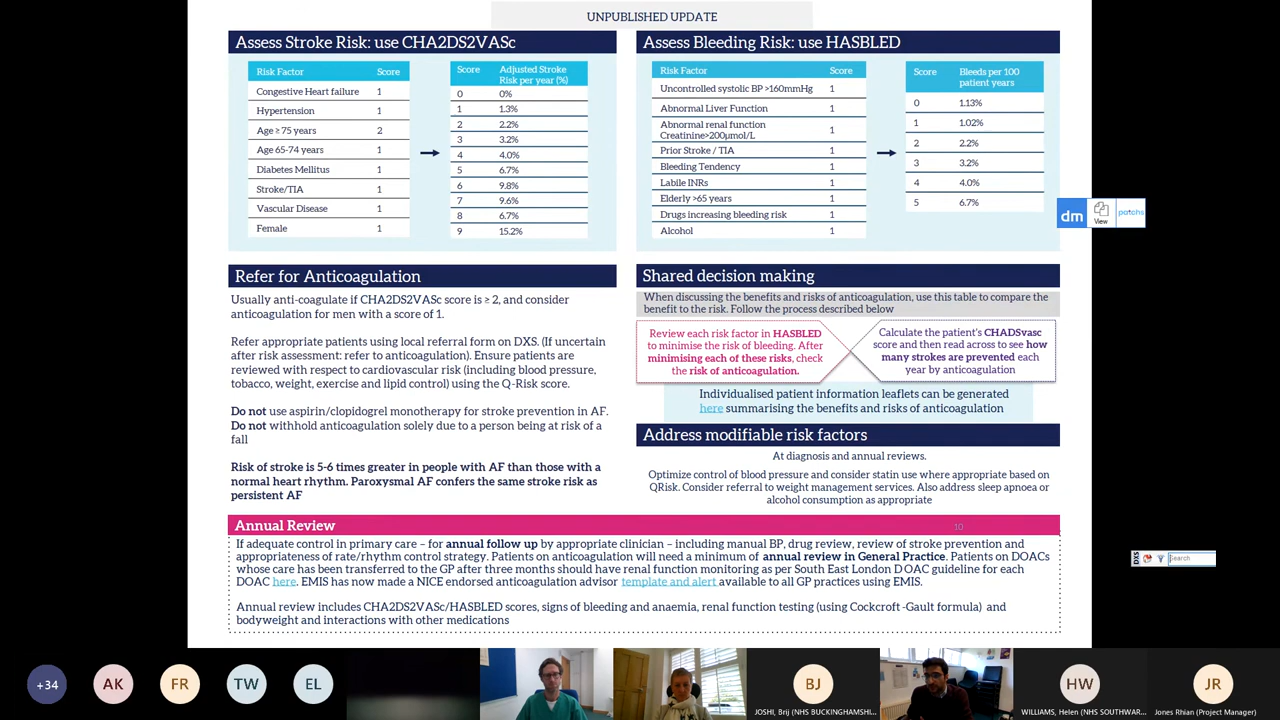 UNPUBLISHED UPDATE
Assess Stroke Risk: use CHA2DS2VASc
Risk Factor Score
Congestive Heart failure 1
Hypertension 1
Age ≥ 75 years 2
Age 65-74 years 1
Diabetes Mellitus 1
Stroke/TIA 1
Vascular Disease 1
Female 1
Score Adjusted Stroke
Risk per year (%)
0 0%
1 1.3%
2 2.2%
3 3.2%
4 4.0%
5 6.7%
6 9.8%
7 9.6%
8 6.7%
9 15.2%
Assess Bleeding Risk: use HASBLED
Risk Factor Score
Uncontrolled systolic BP >160mmHg 1
Abnormal Liver Function 1
Abnormal renal function
Creatinine>200µmol/L 1
Prior Stroke / TIA 1
Bleeding Tendency 1
Labile INRs 1
Elderly >65 years 1
Drugs increasing bleeding risk 1
Alcohol 1
Score Bleeds per 100
patient years
0 1.13%
1 1.02%
2 2.2%
3 3.2%
4 4.0%
5 6.7%
dm
View
patchs
Refer for Anticoagulation
Usually anti-coagulate if CHA2DS2VASc score is ≥ 2, and consider
anticoagulation for men with a score of 1.
Refer appropriate patients using local referral form on DXS. (If uncertain
after risk assessment: refer to anticoagulation). Ensure patients are
reviewed with respect to cardiovascular risk (including blood pressure,
tobacco, weight, exercise and lipid control) using the Q-Risk score.
Do not use aspirin/clopidogrel monotherapy for stroke prevention in AF.
Do not withhold anticoagulation solely due to a person being at risk of a
fall
Risk of stroke is 5-6 times greater in people with AF than those with a
normal heart rhythm. Paroxysmal AF confers the same stroke risk as
persistent AF
Shared decision making
When discussing the benefits and risks of anticoagulation, use this table to compare the
benefit to the risk. Follow the process described below
Review each risk factor in HASBLED
to minimise the risk of bleeding. After
minimising each of these risks, check
the risk of anticoagulation.
Calculate the patient's CHADSvasc
score and then read across to see how
many strokes are prevented each
year by anticoagulation
Individualised patient information leaflets can be generated
here summarising the benefits and risks of anticoagulation
Address modifiable risk factors
At diagnosis and annual reviews.
Optimize control of blood pressure and consider statin use where appropriate based on
QRisk. Consider referral to weight management services. Also address sleep apnoea or
alcohol consumption as appropriate
Annual Review 10
If adequate control in primary care – for annual follow up by appropriate clinician – including manual BP, drug review, review of stroke prevention and
appropriateness of rate/rhythm control strategy. Patients on anticoagulation will need a minimum of annual review in General Practice. Patients on DOACs
whose care has been transferred to the GP after three months should have renal function monitoring as per South East London DOAC guideline for each
DOAC here. EMIS has now made a NICE endorsed anticoagulation advisor template and alert available to all GP practices using EMIS.
Annual review includes CHA2DS2VASc/HASBLED scores, signs of bleeding and anaemia, renal function testing (using Cockcroft -Gault formula) and
bodyweight and interactions with other medications
DXS Search
+34 AK FR TW EL BJ HW JR
JOSHI, Brij (NHS BUCKINGHAMSHI... WILLIAMS, Helen (NHS SOUTHWAR... Jones Rhian (Project Manager)